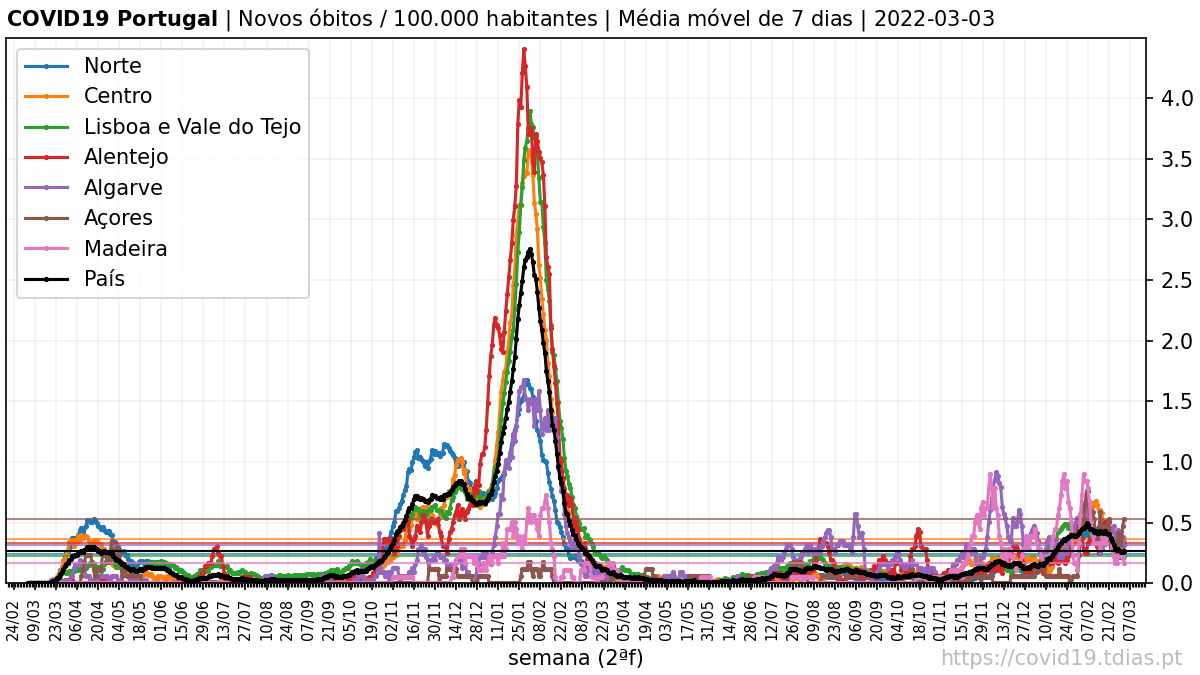 COVID19 Portugal | Novos óbitos / 100.000 habitantes | Média móvel de 7 dias | 2022-03-03
Norte
Centro
Lisboa e Vale do Tejo
Alentejo
Algarve
Açores
Madeira
País
4.0
3.5
3.0
2.5
2.0
1.5
1.0
0.5
0.0
24/02 09/03 23/03 06/04 20/04 04/05 18/05 01/06 15/06 29/06 13/07 27/07 10/08 24/08 07/09 21/09 05/10 19/10 02/11 16/11 30/11 14/12 28/12 11/01 25/01 08/02 22/02 08/03 22/03 05/04 19/04 03/05 17/05 31/05 14/06 28/06 12/07 26/07 09/08 23/08 06/09 20/09 04/10 18/10 01/11 15/11 29/11 13/12 27/12 10/01 24/01 07/02 21/02 07/03
semana (2ªf)
https://covid19.tdias.pt